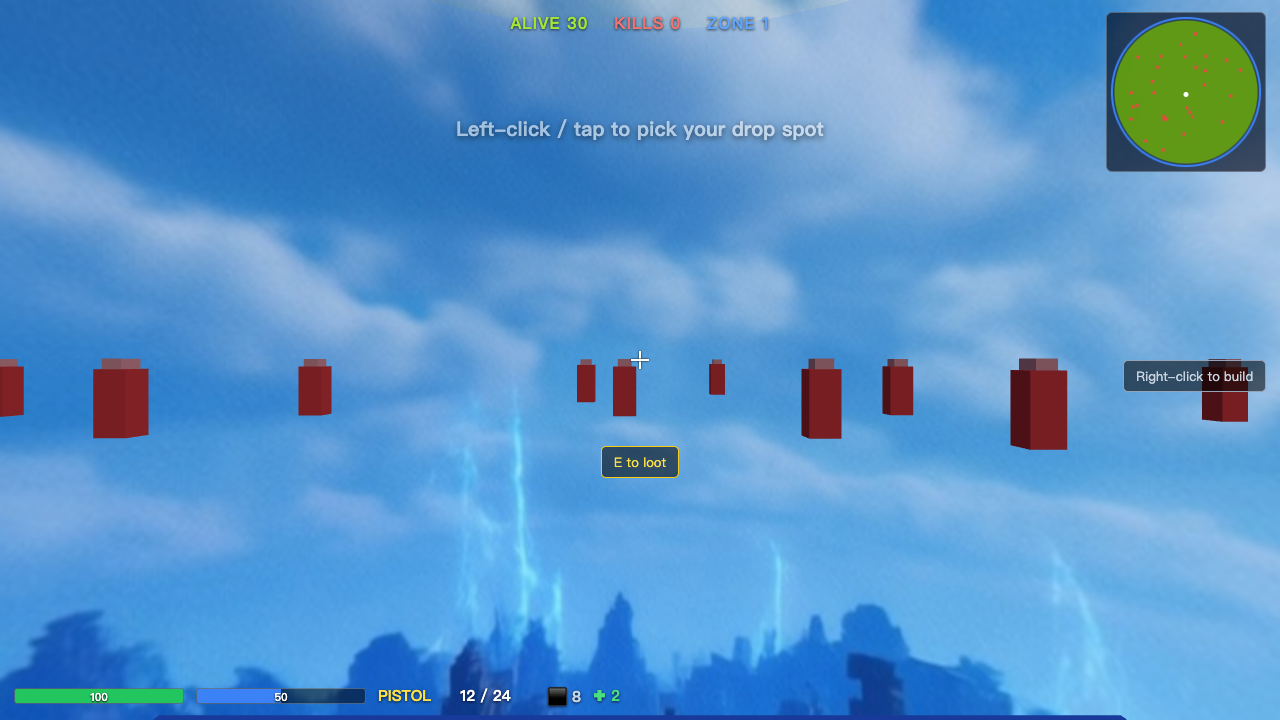 ALIVE 30 KILLS 0 ZONE 1
Left-click / tap to pick your drop spot
Right-click to build
E to loot
100 50 PISTOL 12 / 24 8 2